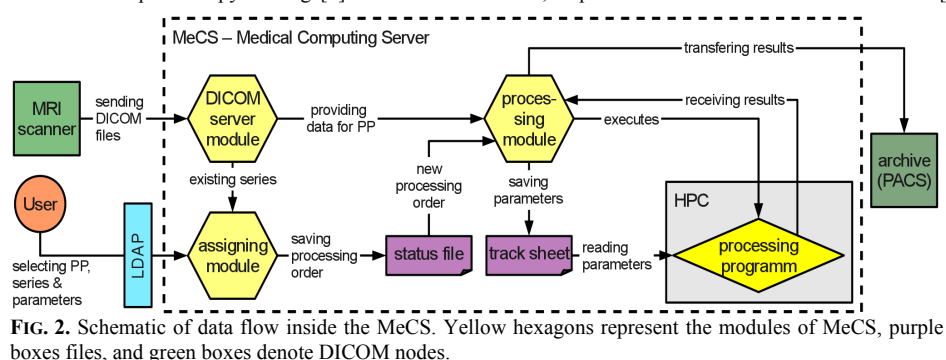 MeCS – Medical Computing Server
transfering results
MRI
scanner
sending
DICOM
files
DICOM
server
module
providing
data for PP
proces-
sing
module
receiving results
executes
archive
(PACS)
existing series
new
processing
order
saving
parameters
HPC
User
LDAP
assigning
module
saving
processing
order
status file
track sheet
reading
parameters
processing
programm
selecting PP,
series &
parameters
FIG. 2. Schematic of data flow inside the MeCS. Yellow hexagons represent the modules of MeCS, purple
boxes files, and green boxes denote DICOM nodes.